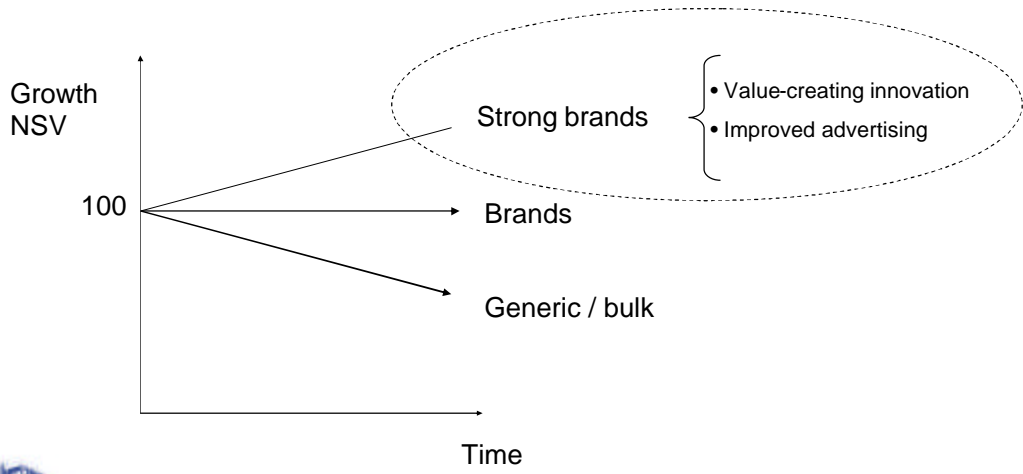 Growth
NSV
Strong brands
• Value-creating innovation
• Improved advertising
100
Brands
Generic / bulk
Time